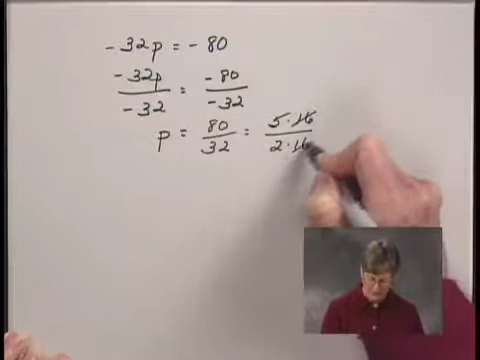 -32p = -80
-32p/-32 = -80/-32
p = 80/32 = 5·16/2·16